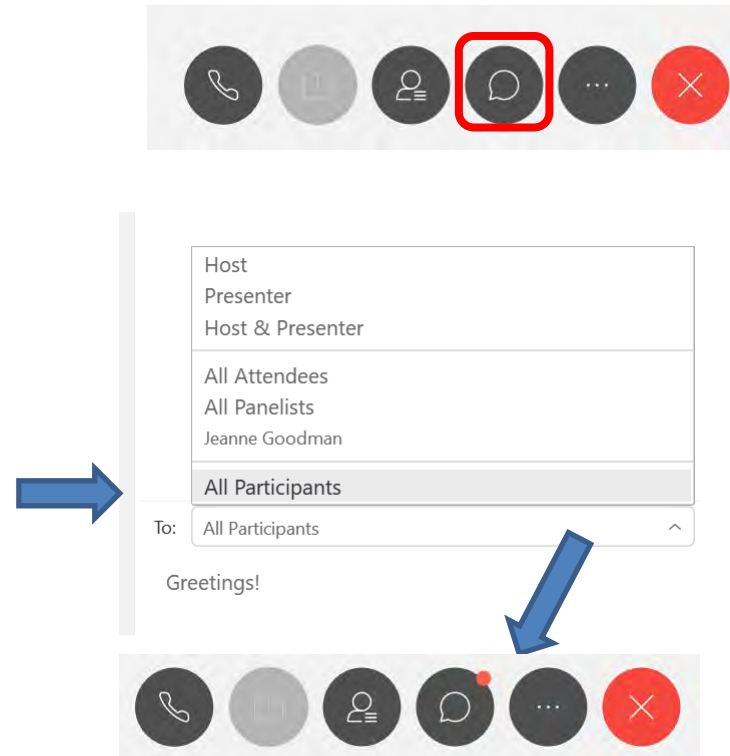 Host
Presenter
Host & Presenter
All Attendees
All Panelists
Jeanne Goodman
All Participants
To: All Participants
Greetings!